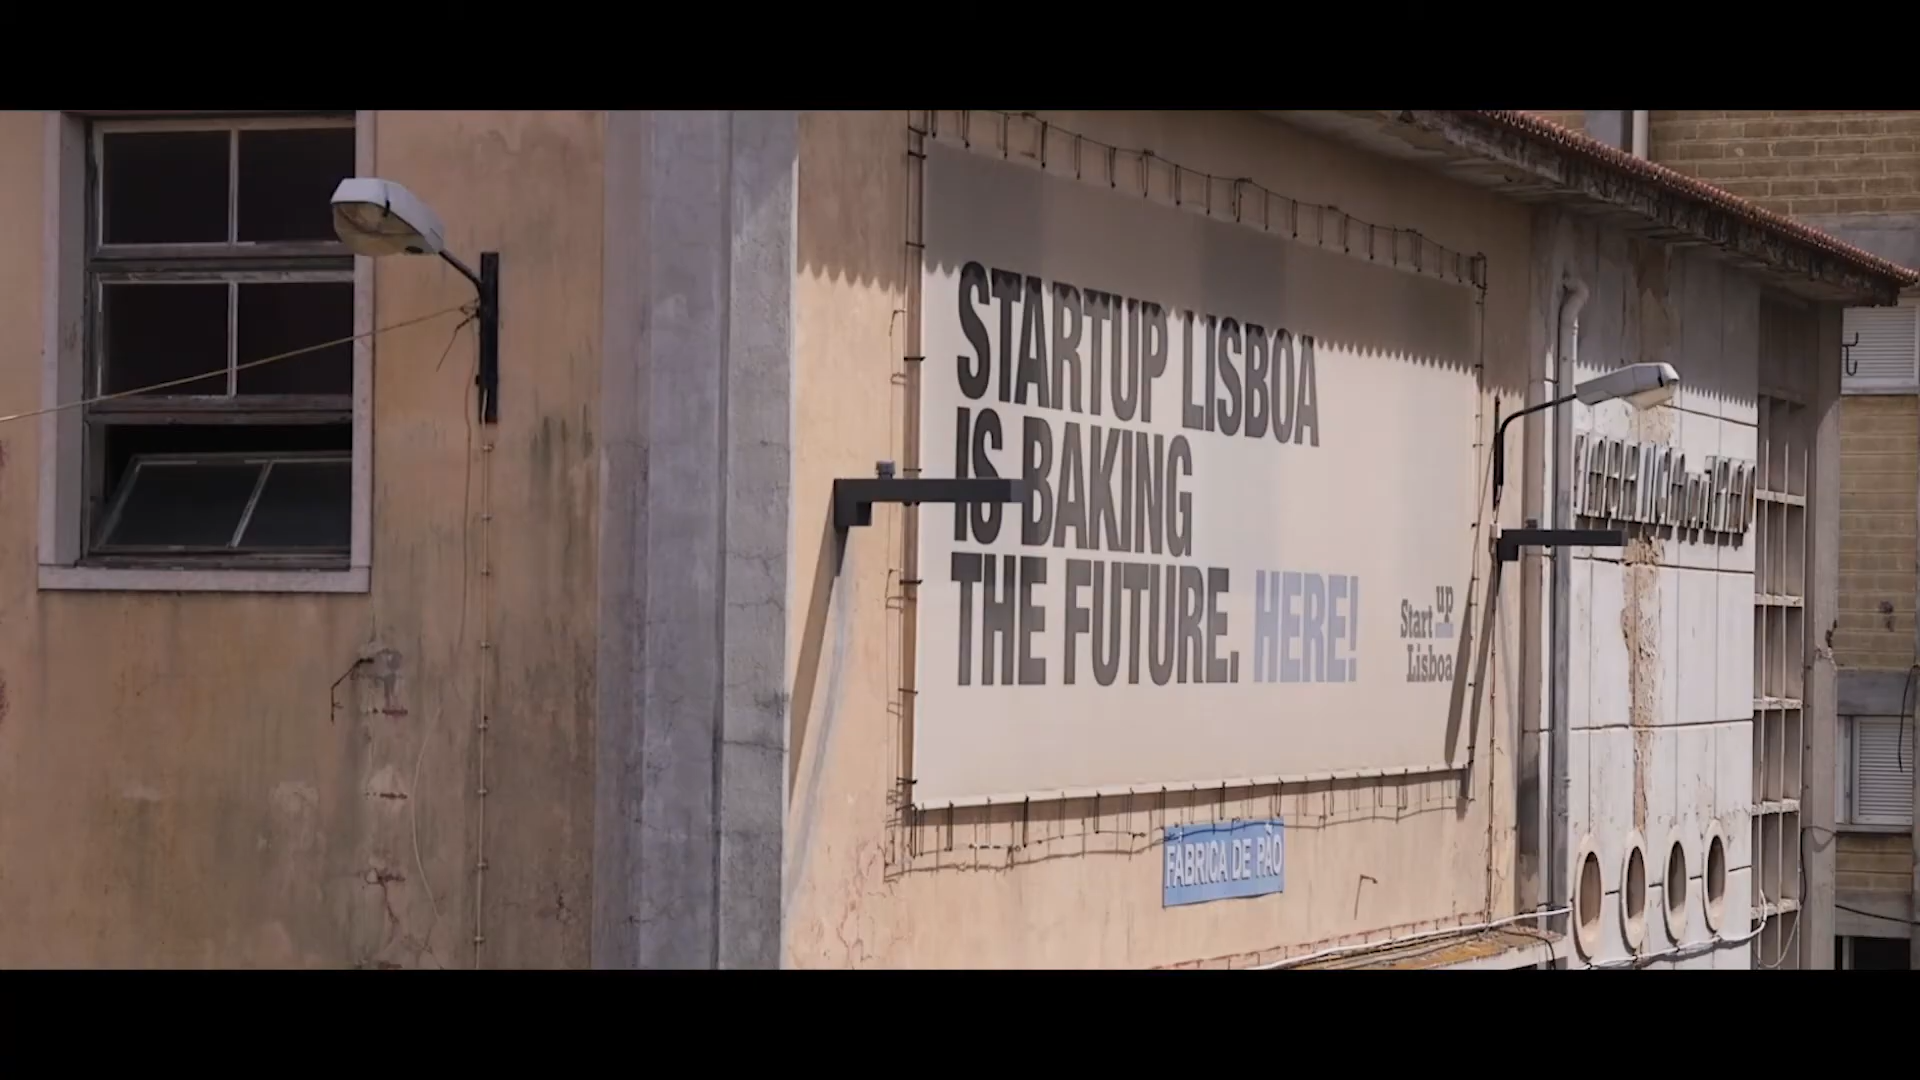 STARTUP LISBOA
IS BAKING
THE FUTURE. HERE!
Start up
Lisboa
FÁBRICA DE PÃO